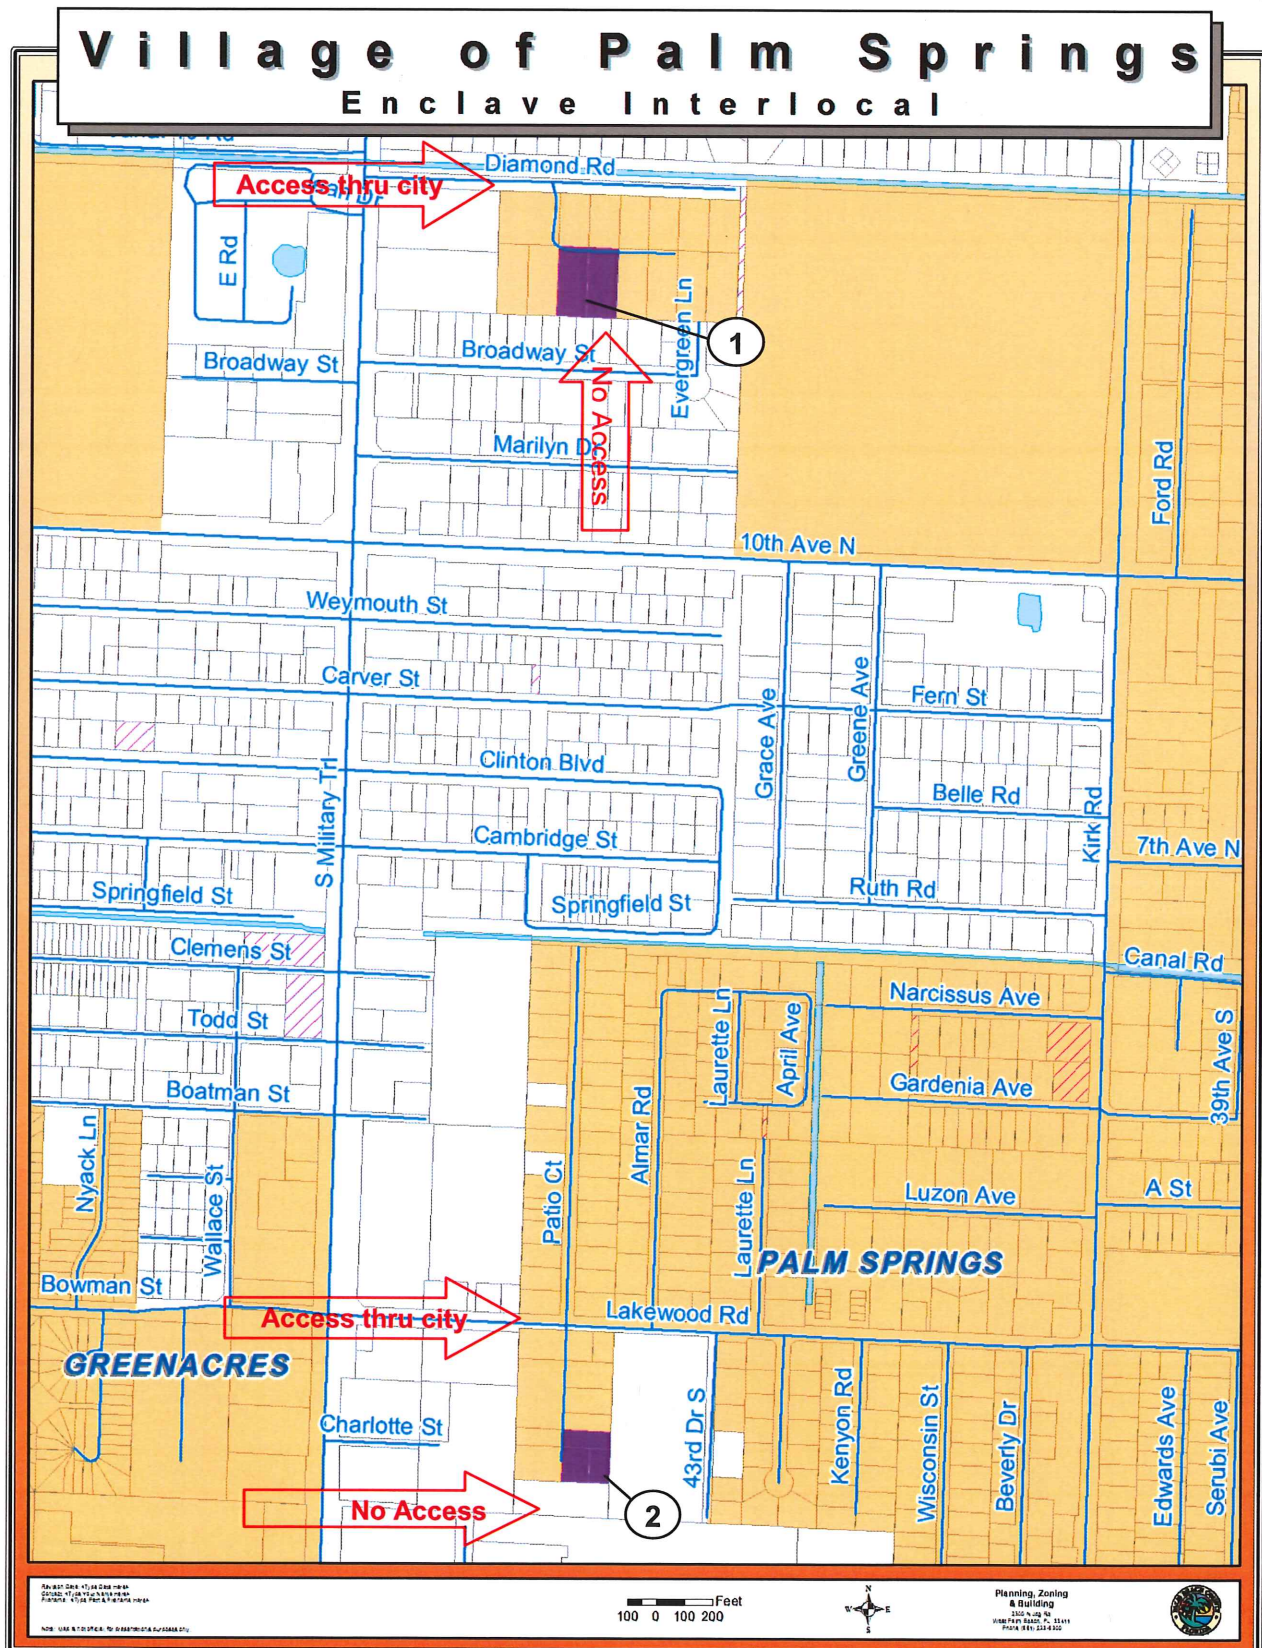 Village of Palm Springs
Enclave Interlocal
Diamond Rd
Access thru city
E Rd
Evergreen Ln
1
Broadway St
Broadway St
No Access
Marilyn D
Ford Rd
10th Ave N
Weymouth St
Carver St
Fern St
Grace Ave
Greene Ave
Clinton Blvd
S Military Trl
Belle Rd
Kirk Rd
Cambridge St
7th Ave N
Springfield St
Springfield St
Ruth Rd
Clemens St
Canal Rd
Narcissus Ave
Todd St
Laurette Ln
April Ave
39th Ave S
Gardenia Ave
Boatman St
Nyack Ln
Almar Rd
Wallace St
Patio Ct
Laurette Ln
Luzon Ave
A St
PALM SPRINGS
Bowman St
Access thru city
Lakewood Rd
GREENACRES
Charlotte St
43rd Dr S
Kenyon Rd
Wisconsin St
Beverly Dr
Edwards Ave
Serubi Ave
No Access
2
Feet
100 0 100 200
N
W E
S
Planning, Zoning
& Building